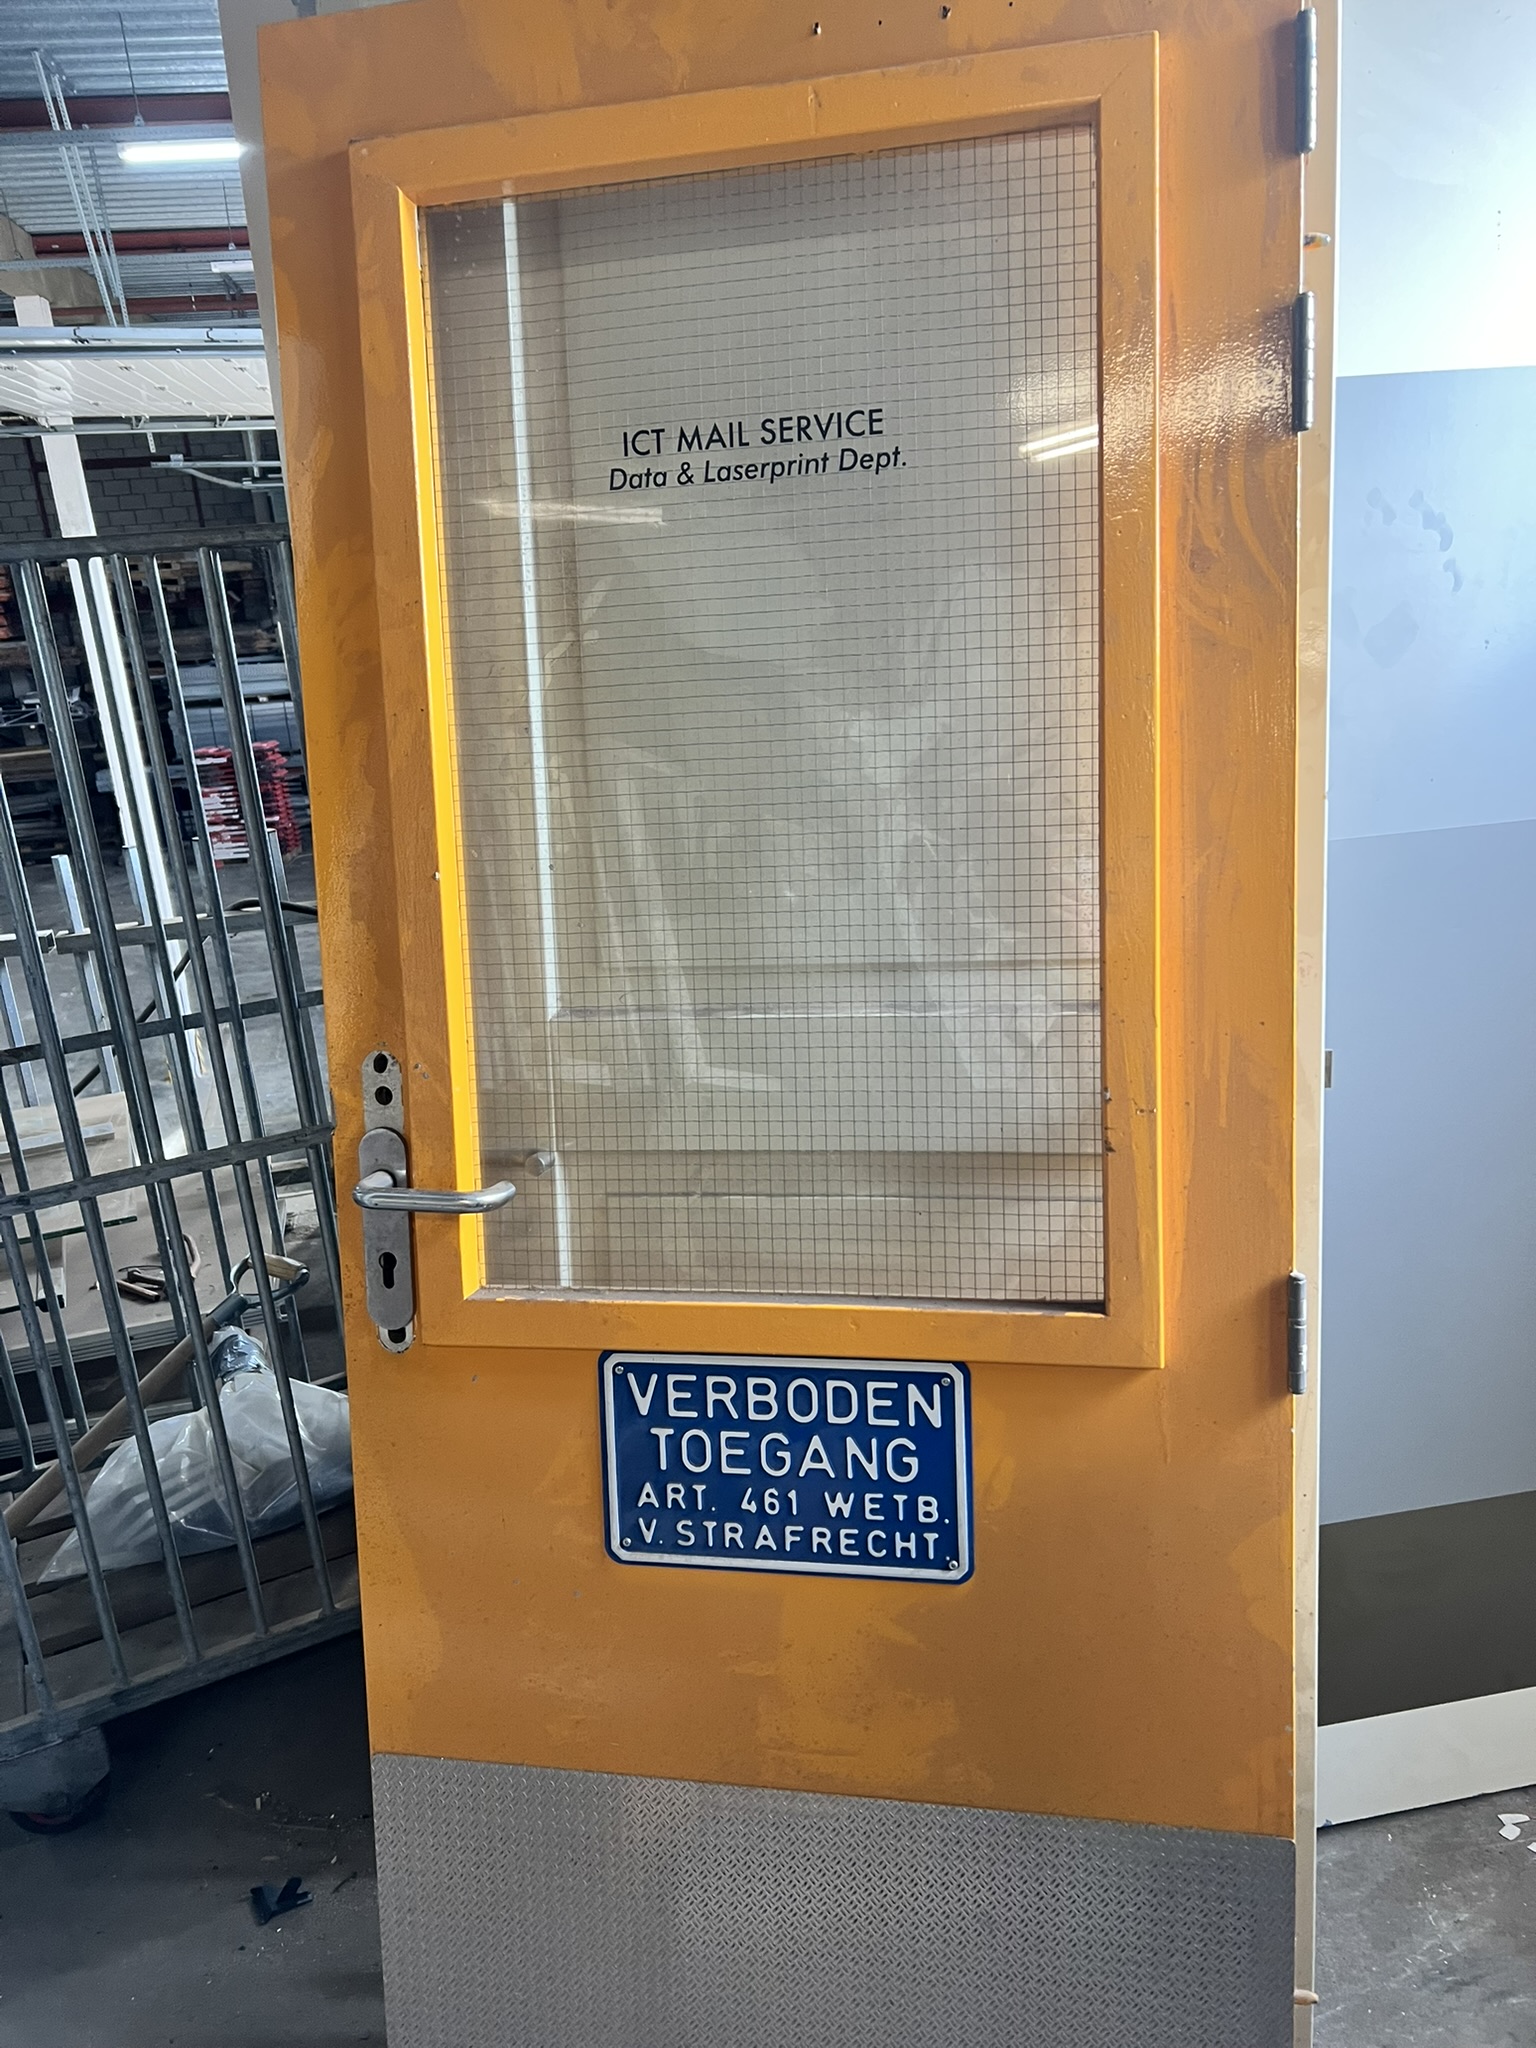 ICT MAIL SERVICE
Data & Laserprint Dept.
VERBODEN
TOEGANG
ART. 461 WETB.
V. STRAFRECHT.